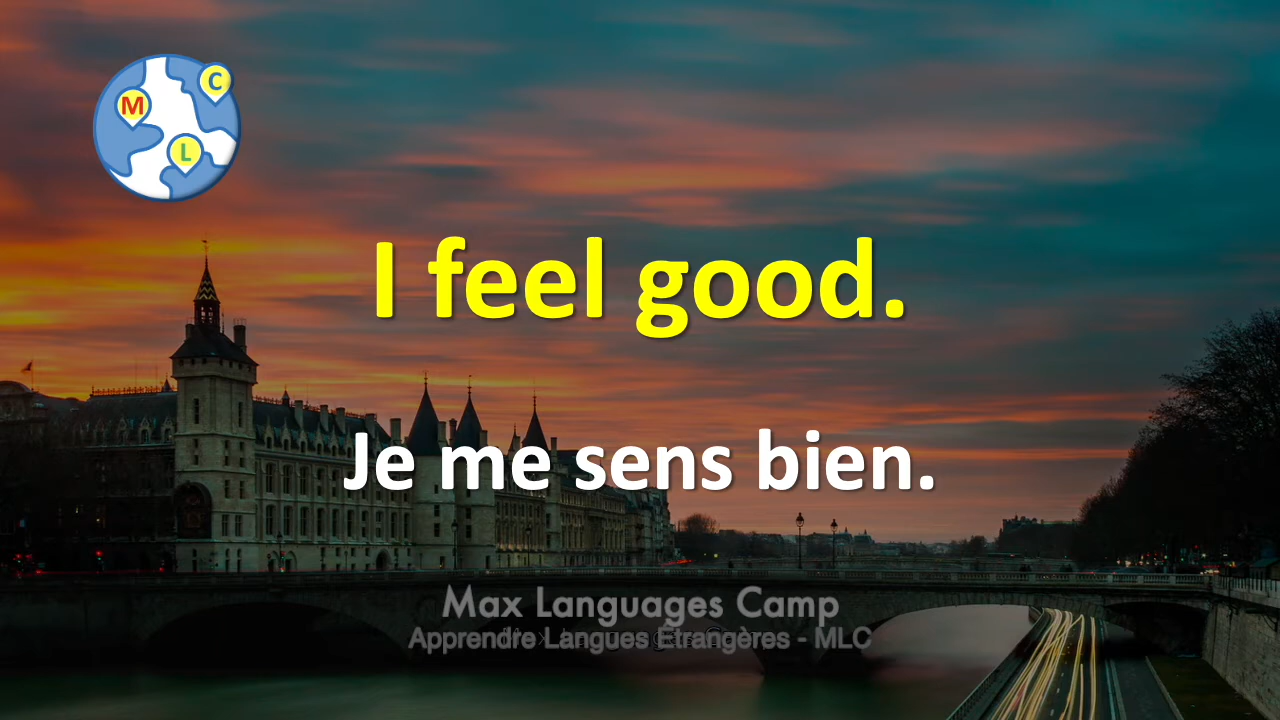 M
C
L
I feel good.
Je me sens bien.
Max Languages Camp
Apprendre Langues Étrangères - MLC